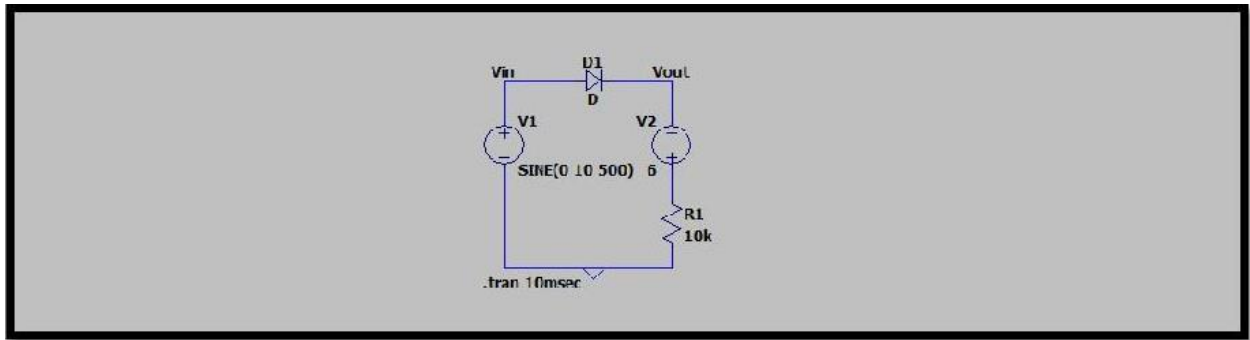 D1
Vin
Vout
D
V1
V2
SINE(0 10 500)
6
R1
10k
.tran 10msec